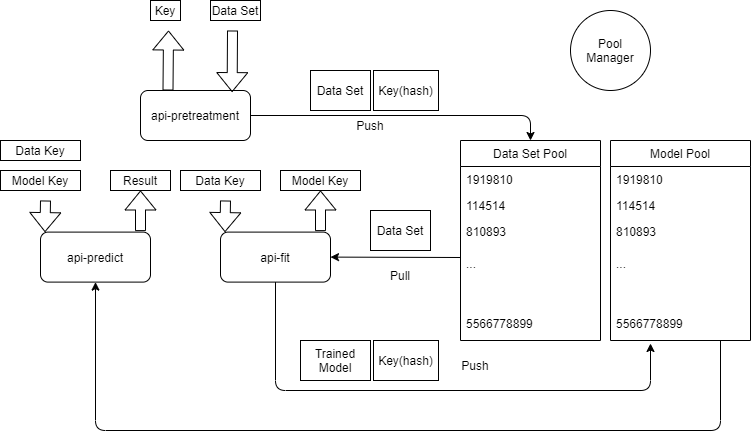 Key
Data Set
Pool
Manager
api-pretreatment
Data Set
Key(hash)
Push
Data Key
Model Key
Result
Data Key
Model Key
Data Set Pool
1919810
114514
810893
...
5566778899
Model Pool
1919810
114514
810893
...
5566778899
api-predict
api-fit
Data Set
Pull
Trained
Model
Key(hash)
Push